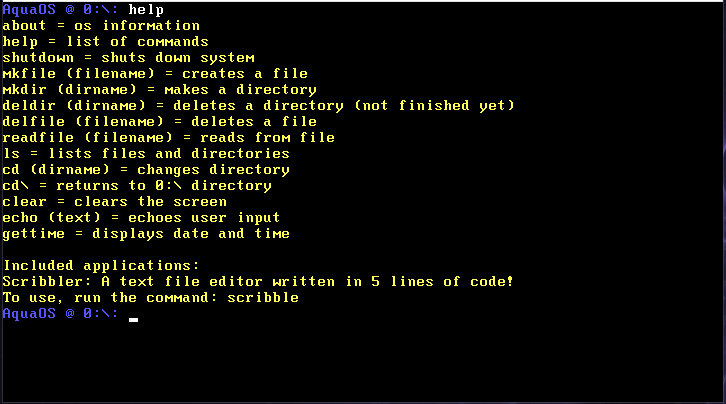 AquaOS @ 0:\: help
about = os information
help = list of commands
shutdown = shuts down system
mkfile (filename) = creates a file
mkdir (dirname) = makes a directory
deldir (dirname) = deletes a directory (not finished yet)
delfile (filename) = deletes a file
readfile (filename) = reads from file
ls = lists files and directories
cd (dirname) = changes directory
cd\ = returns to 0:\ directory
clear = clears the screen
echo (text) = echoes user input
gettime = displays date and time
Included applications:
Scribbler: A text file editor written in 5 lines of code!
To use, run the command: scribble
AquaOS @ 0:\: _